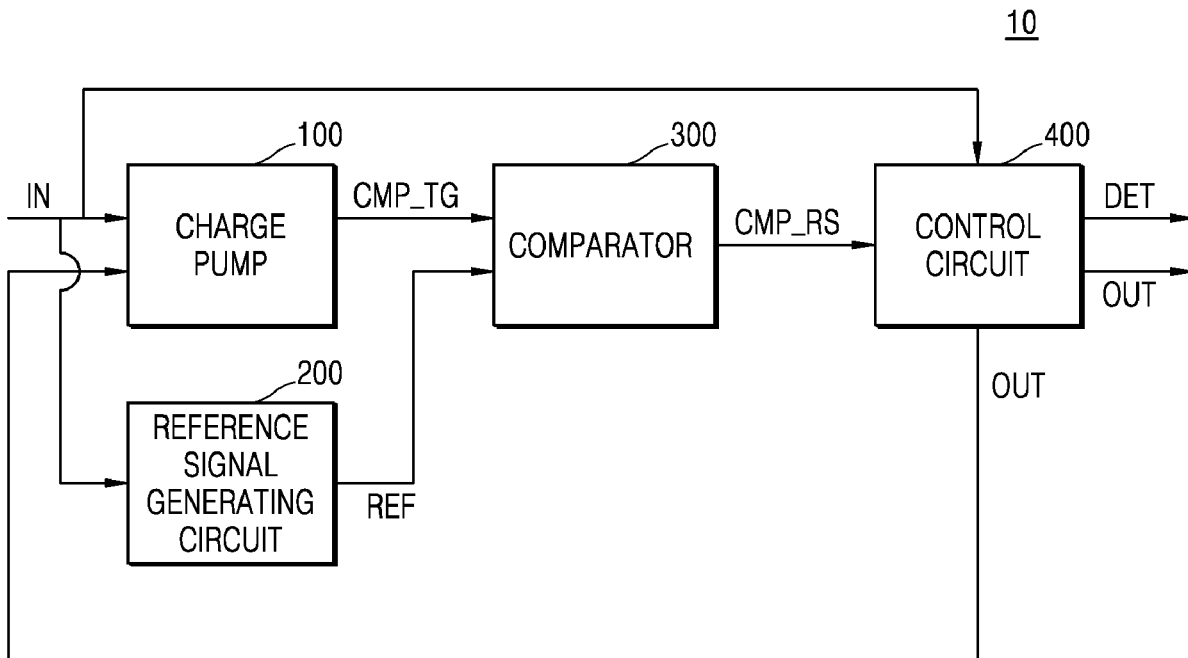 10
100
300
400
IN
CHARGE
PUMP
CMP_TG
COMPARATOR
CMP_RS
CONTROL
CIRCUIT
DET
OUT
200
OUT
REFERENCE
SIGNAL
GENERATING
CIRCUIT
REF